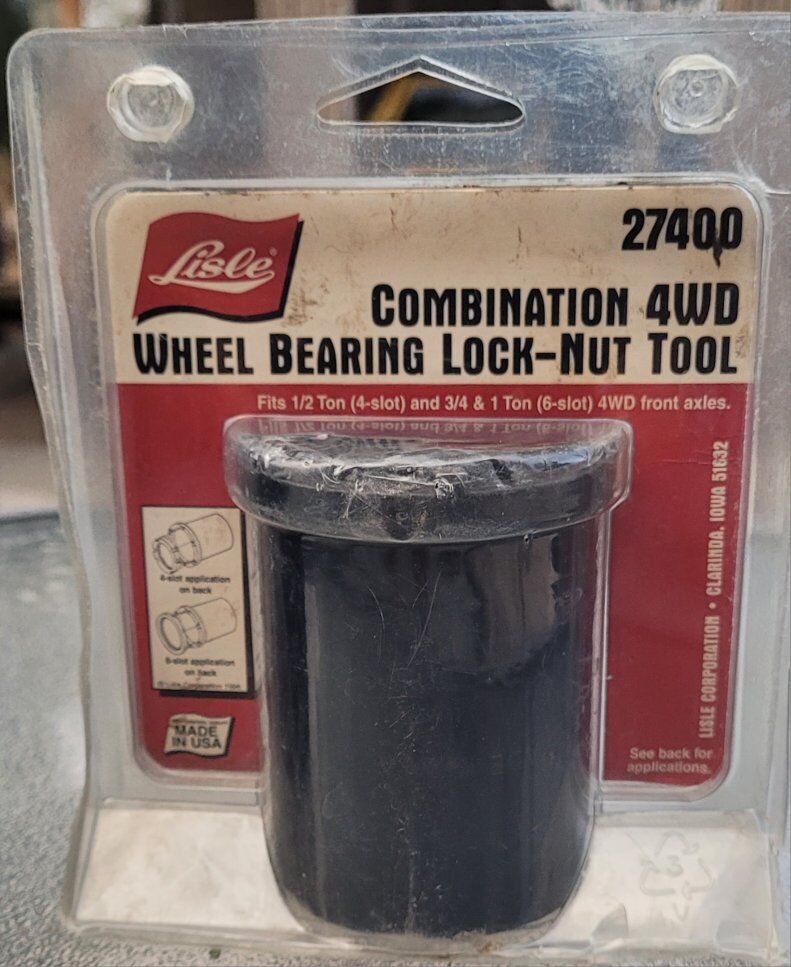 Lisle®
27400
COMBINATION 4WD
WHEEL BEARING LOCK-NUT TOOL
Fits 1/2 Ton (4-slot) and 3/4 & 1 Ton (6-slot) 4WD front axles.
4-slot application
on back
6-slot application
on back
MADE
IN USA
LISLE CORPORATION • CLARINDA, IOWA 51632
See back for
applications.
3